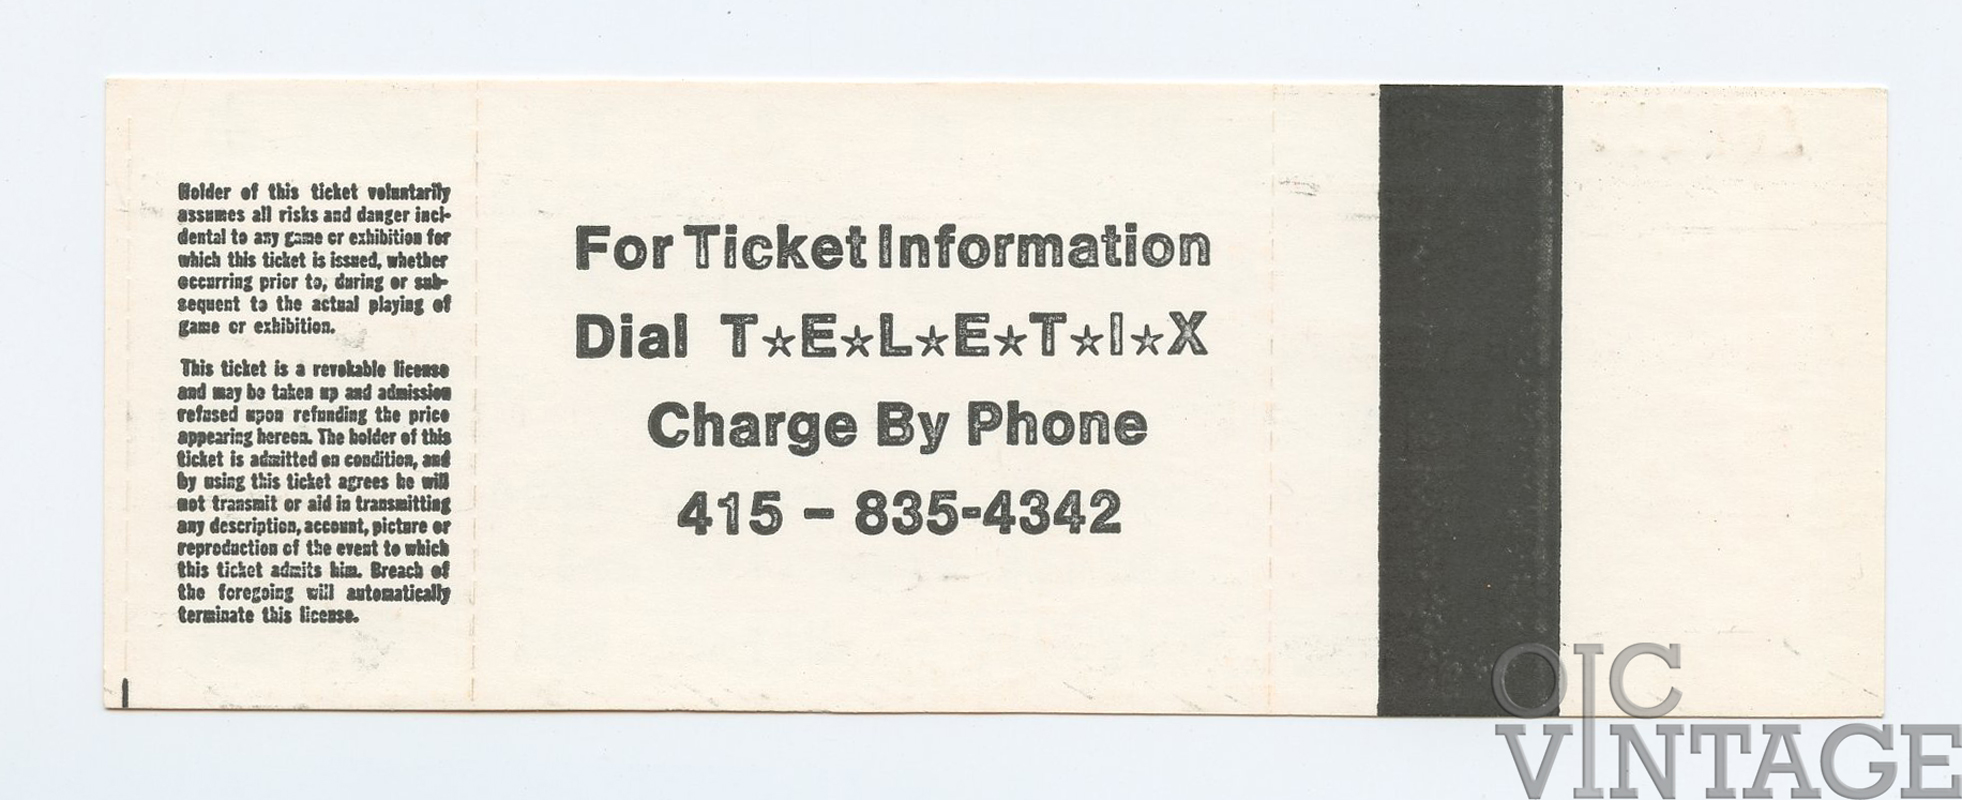 Holder of this ticket voluntarily
assumes all risks and danger inci-
dental to any game or exhibition for
which this ticket is issued, whether
occurring prior to, during or sub-
sequent to the actual playing of
game or exhibition.
This ticket is a revokable license
and may be taken up and admission
refused upon refunding the price
appearing hereon. The holder of this
ticket is admitted on condition, and
by using this ticket agrees he will
not transmit or aid in transmitting
any description, account, picture or
reproduction of the event to which
this ticket admits him. Breach of
the foregoing will automatically
terminate this license.
For Ticket Information
Dial T★E★L★E★T★I★X
Charge By Phone
415 – 835-4342
OIC
VINTAGE